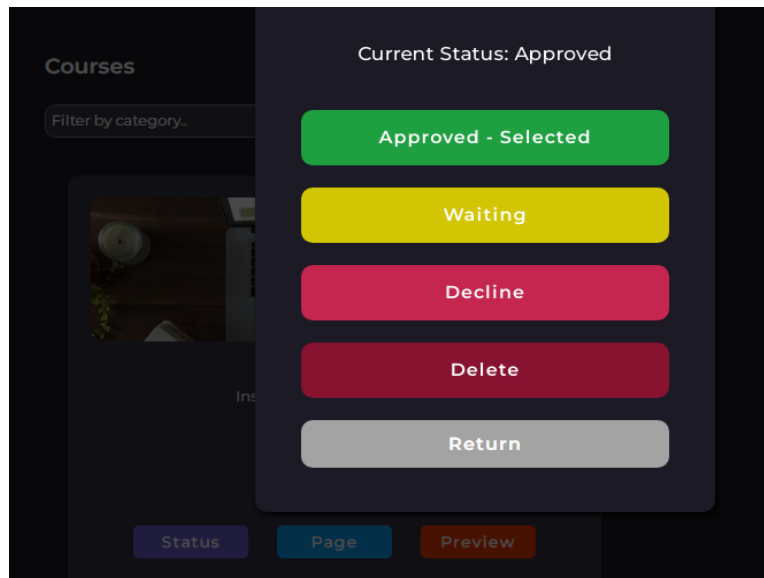 Current Status: Approved
Courses
Filter by category..
Approved - Selected
Waiting
Decline
Delete
Return
Status
Page
Preview